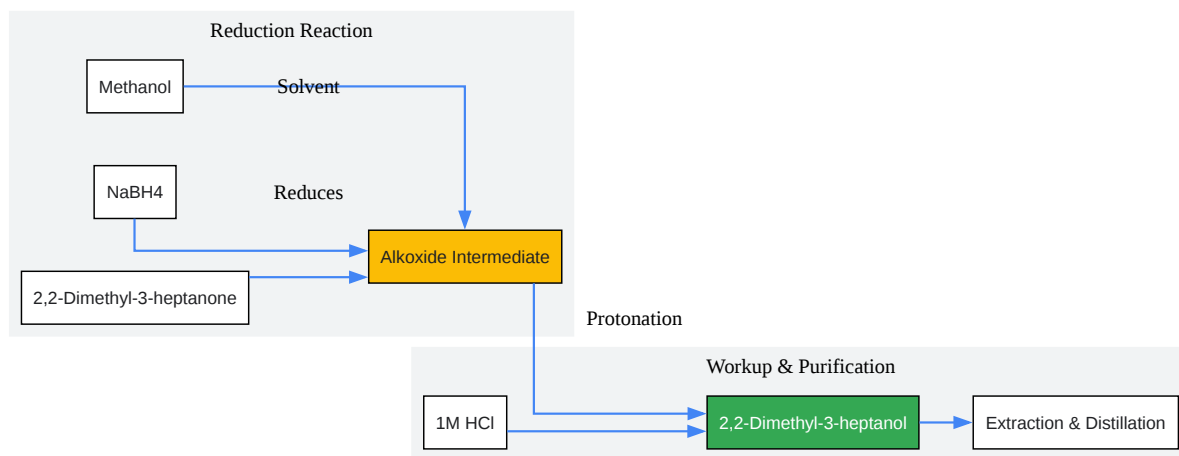 Reduction Reaction
Methanol
Solvent
NaBH4
Reduces
Alkoxide Intermediate
2,2-Dimethyl-3-heptanone
Protonation
Workup & Purification
1M HCl
2,2-Dimethyl-3-heptanol
Extraction & Distillation